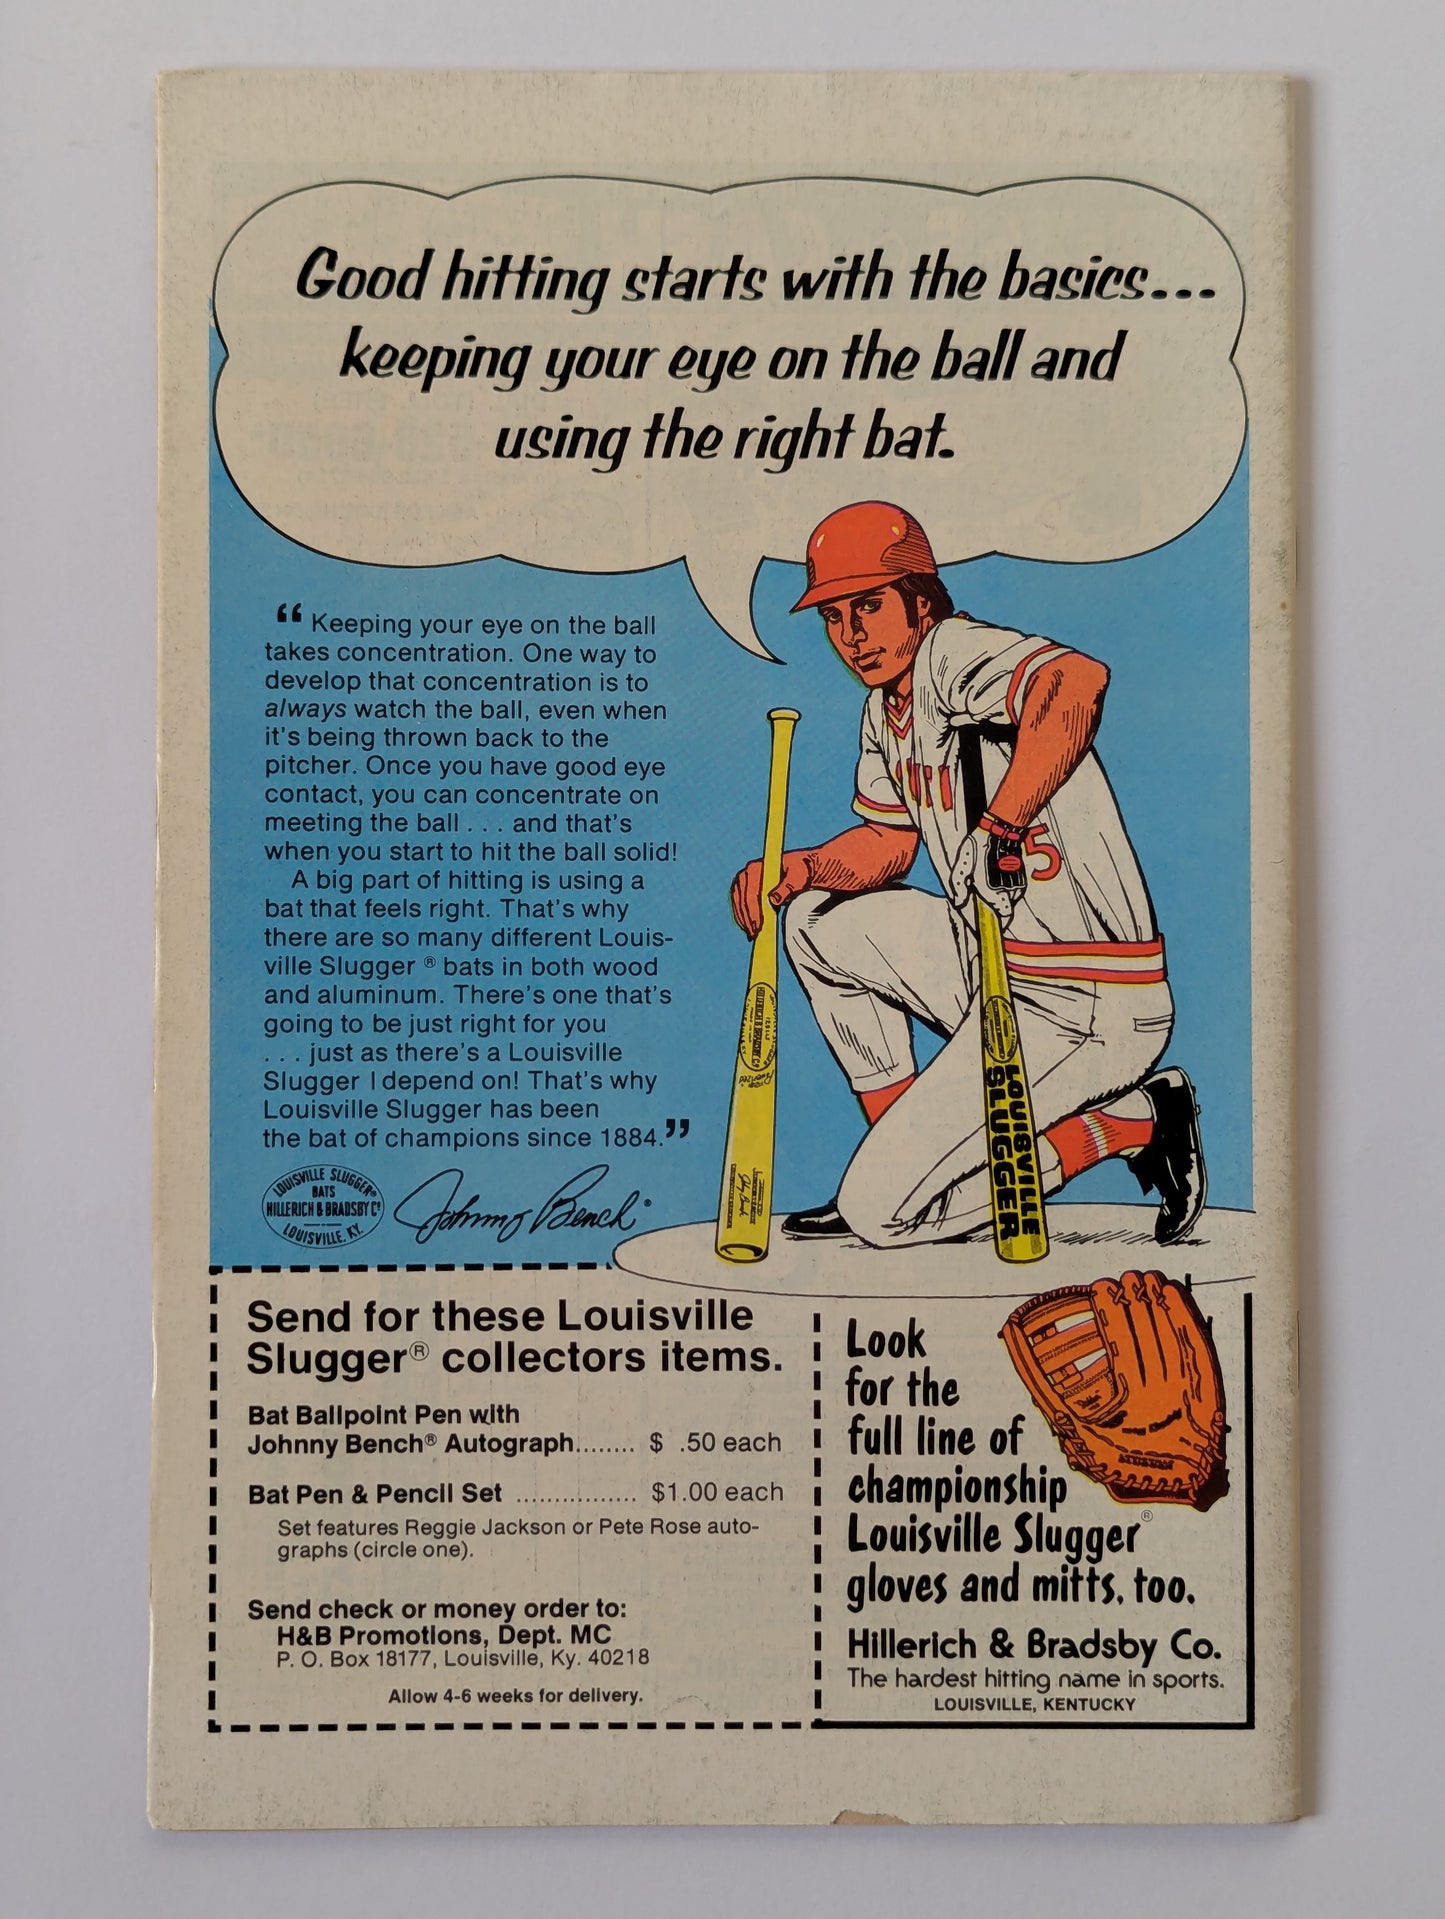 Good hitting starts with the basics...
keeping your eye on the ball and
using the right bat.
“Keeping your eye on the ball
takes concentration. One way to
develop that concentration is to
always watch the ball, even when
it's being thrown back to the
pitcher. Once you have good eye
contact, you can concentrate on
meeting the ball . . . and that's
when you start to hit the ball solid!
A big part of hitting is using a
bat that feels right. That's why
there are so many different Louis-
ville Slugger ® bats in both wood
and aluminum. There's one that's
going to be just right for you
. . . just as there's a Louisville
Slugger I depend on! That's why
Louisville Slugger has been
the bat of champions since 1884.”
LOUISVILLE SLUGGER®
BATS
HILLERICH & BRADSBY Cº
LOUISVILLE, KY.
Johnny Bench®
5
LOUISVILLE
SLUGGER
Send for these Louisville
Slugger® collectors items.
Bat Ballpoint Pen with
Johnny Bench® Autograph........ $ .50 each
Bat Pen & Pencil Set ................ $1.00 each
Set features Reggie Jackson or Pete Rose auto-
graphs (circle one).
Send check or money order to:
H&B Promotions, Dept. MC
P. O. Box 18177, Louisville, Ky. 40218
Allow 4-6 weeks for delivery.
Look
for the
full line of
championship
Louisville Slugger®
gloves and mitts, too.
Hillerich & Bradsby Co.
The hardest hitting name in sports.
LOUISVILLE, KENTUCKY